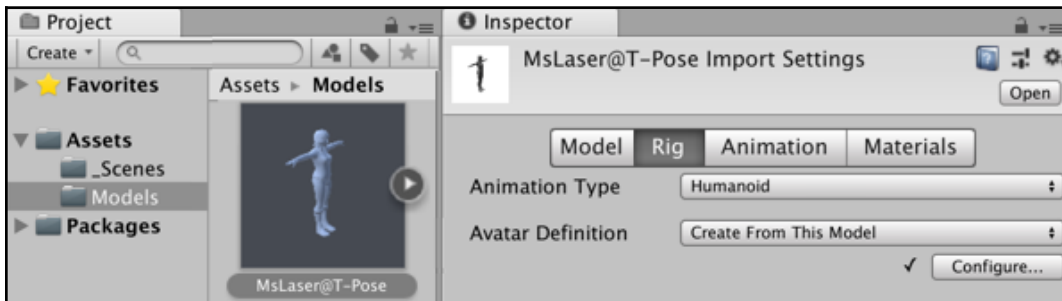 Project
Create
Favorites
Assets
_Scenes
Models
Packages
Assets ▸ Models
MsLaser@T-Pose
Inspector
MsLaser@T-Pose Import Settings
Open
Model Rig Animation Materials
Animation Type Humanoid
Avatar Definition Create From This Model
✓ Configure...